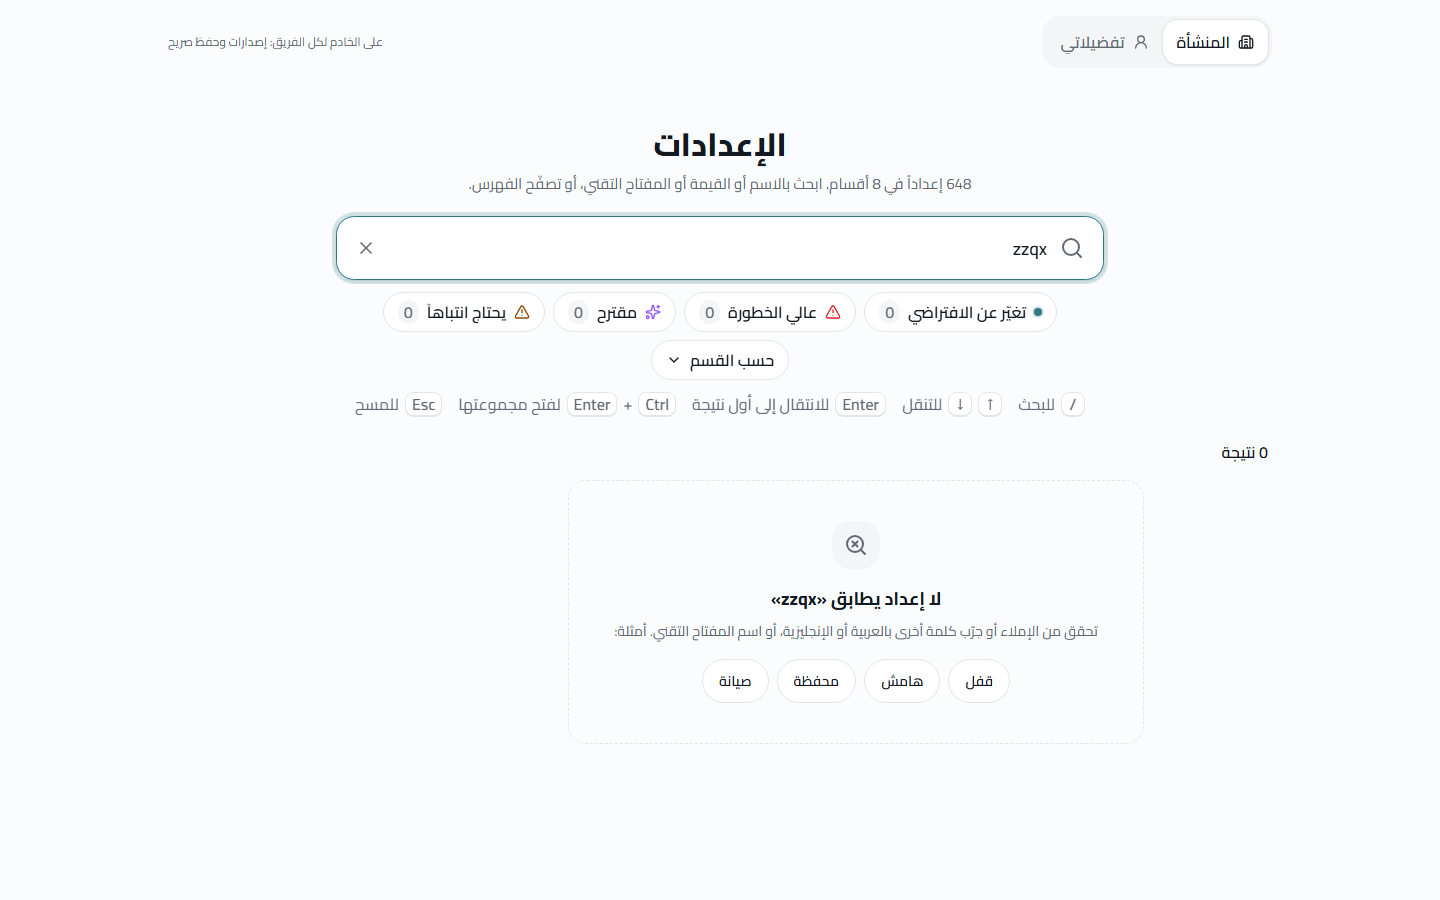 المنشأة تفضيلاتي
على الخادم لكل الفريق: إصدارات وحفظ صريح
الإعدادات
648 إعداداً في 8 أقسام. ابحث بالاسم أو القيمة أو المفتاح التقني، أو تصفّح الفهرس.
zzqx
تغيّر عن الافتراضي 0 عالي الخطورة 0 مقترح 0 يحتاج انتباهاً 0
حسب القسم
/ للبحث ↑ ↓ للتنقل Enter للانتقال إلى أول نتيجة Ctrl + Enter لفتح مجموعتها Esc للمسح
0 نتيجة
لا إعداد يطابق «zzqx»
تحقق من الإملاء أو جرّب كلمة أخرى بالعربية أو الإنجليزية، أو اسم المفتاح التقني. أمثلة:
قفل هامش محفظة صيانة